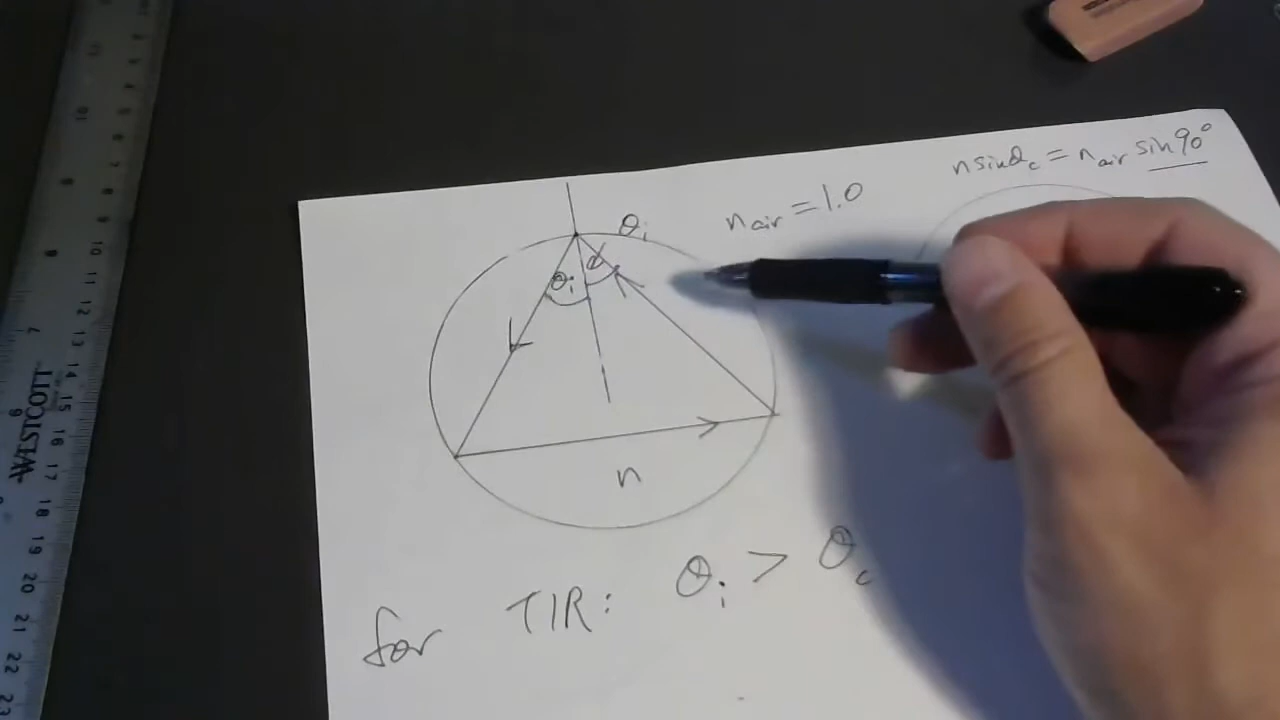 n sinθc = nair sin90°
nair = 1.0
θi
θi
n
for TIR: θi > θc
WESTCOTT